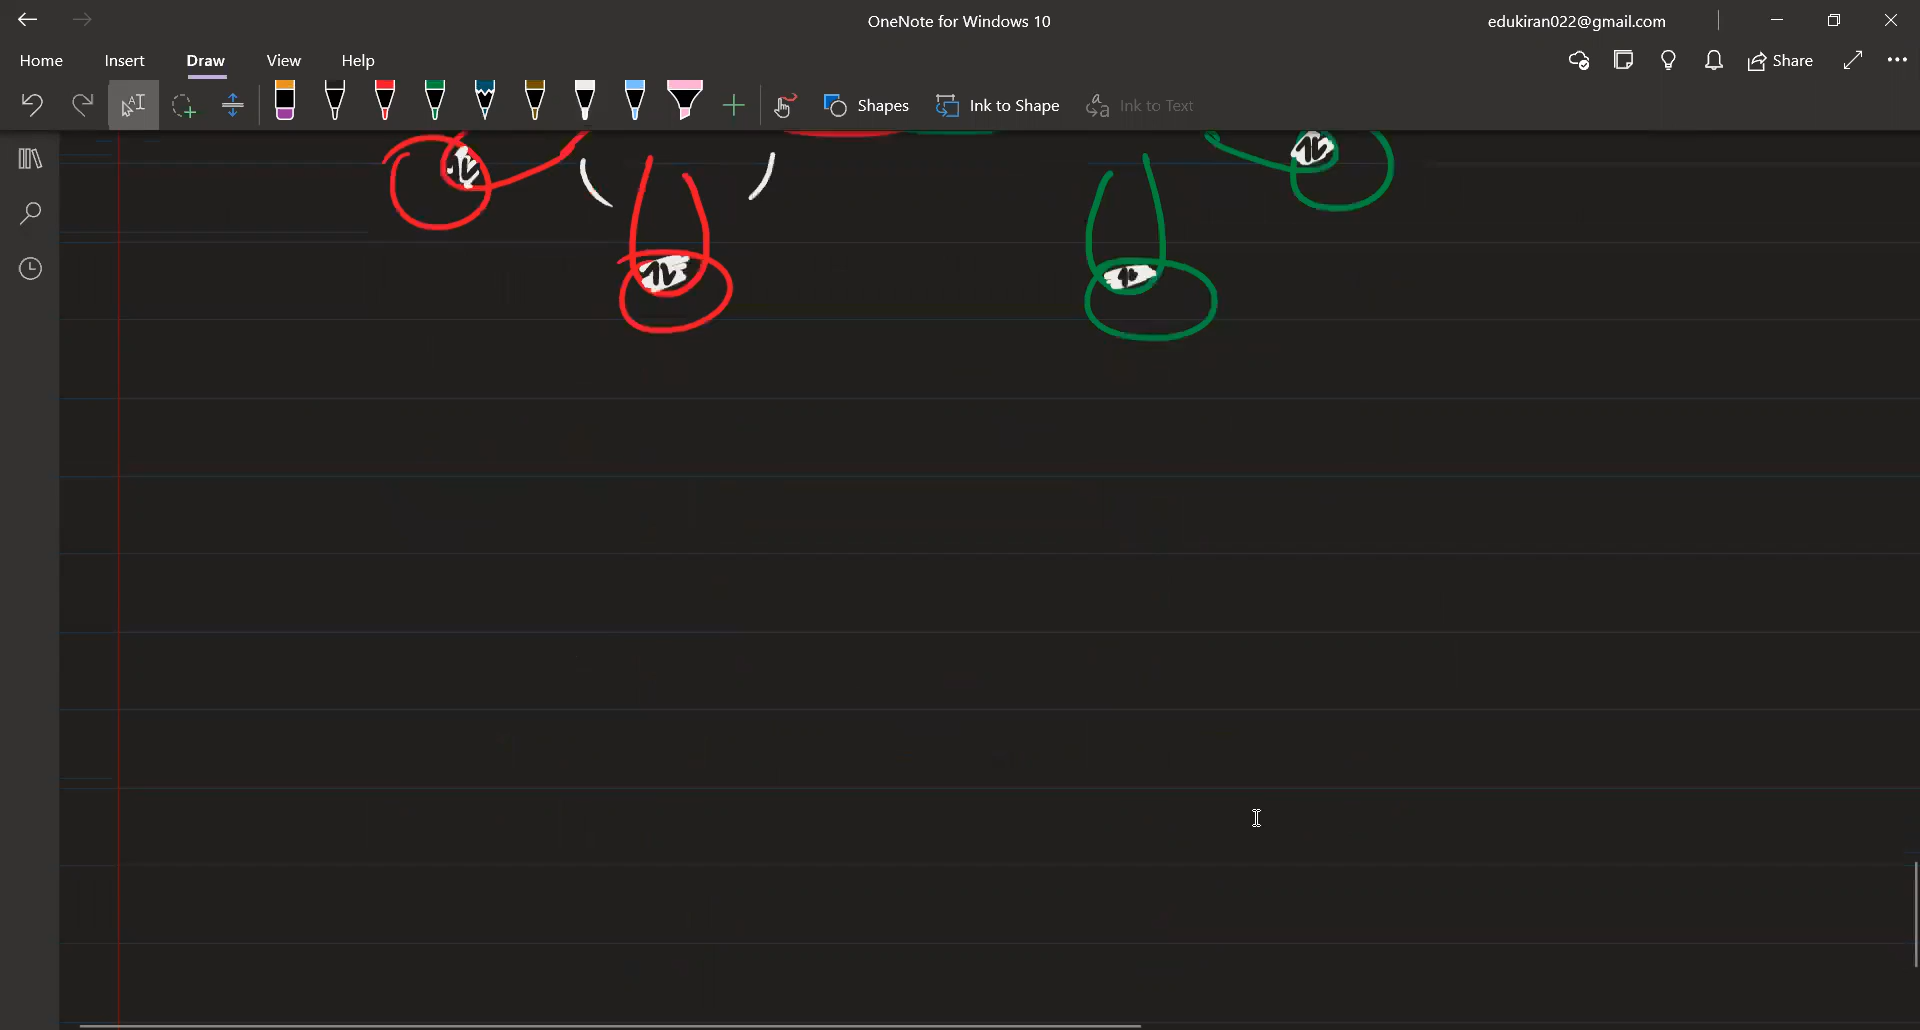 OneNote for Windows 10
edukiran022@gmail.com
Home Insert Draw View Help
Share
Shapes Ink to Shape Ink to Text